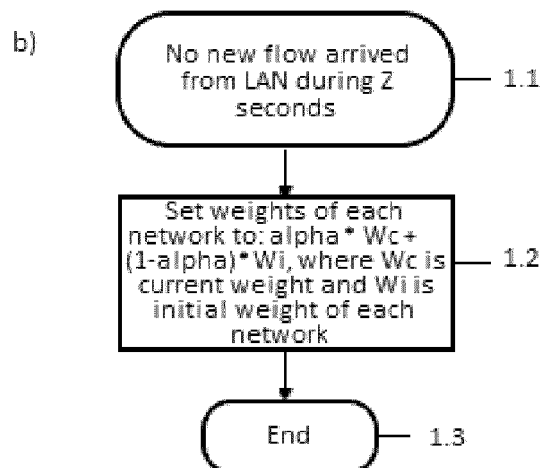 b)
No new flow arrived
from LAN during Z
seconds
1.1
Set weights of each
network to: alpha* Wc+
(1-alpha)*Wi, where Wc is
current weight and Wi is
initial weight of each
network
1.2
End
1.3